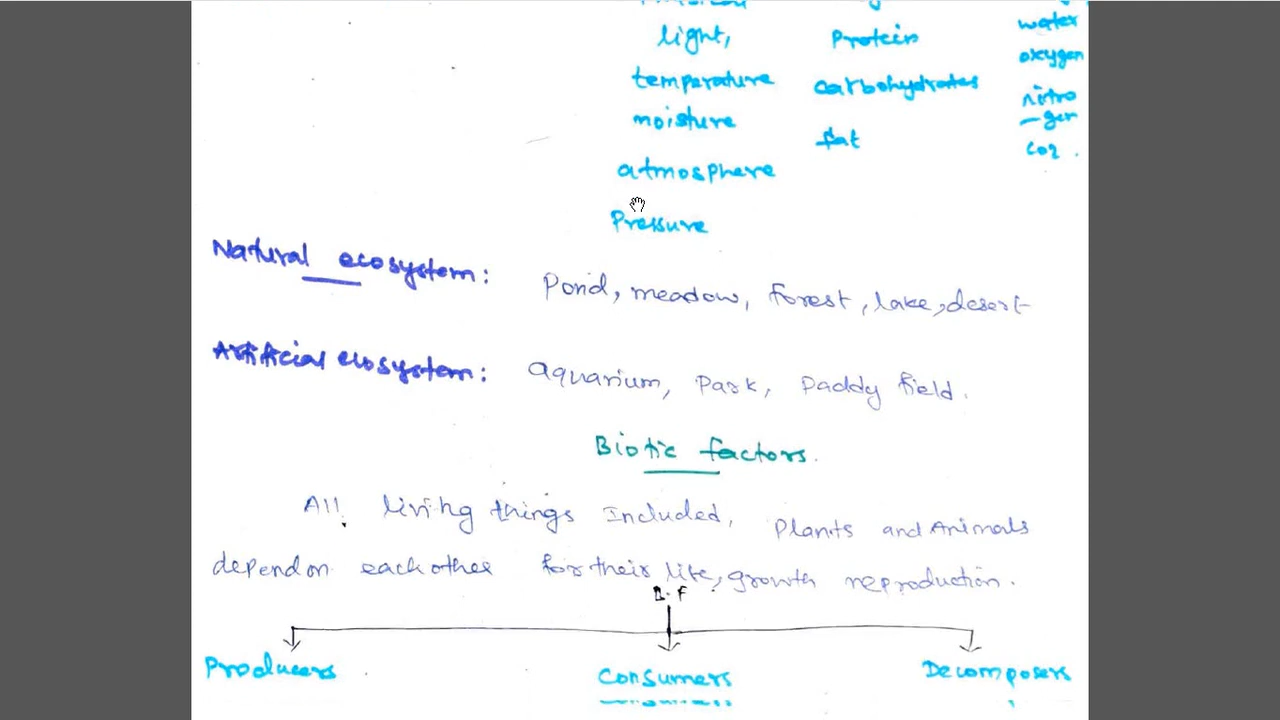 light, Protein water
oxygen
temperature carbohydrates
moisture nitro
-gen
fat co2.
atmosphere
Pressure
Natural ecosystem: Pond, meadow, forest, lake, desert
Artificial ecosystem: aquarium, Park, Paddy field.
Biotic factors.
All living things Included, Plants and Animals
depend on each other for their life, growth reproduction.
B.F
Producers Consumers Decomposers